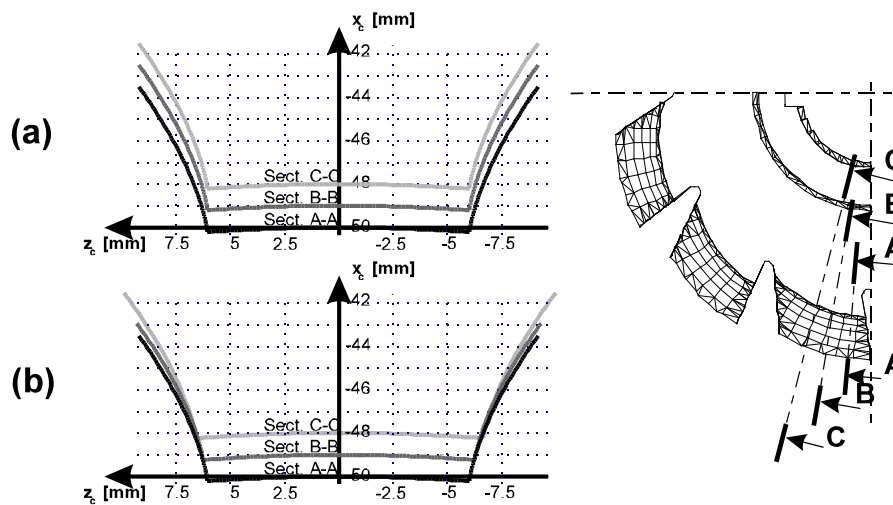 (a)
x_c [mm]
-42
-44
-46
Sect. C-C
-48
Sect. B-B
Sect. A-A
-50
z_c [mm] 7.5 5 2.5 -2.5 -5 -7.5
(b)
x_c [mm]
-42
-44
-46
Sect. C-C
-48
Sect. B-B
Sect. A-A
-50
z_c [mm] 7.5 5 2.5 -2.5 -5 -7.5
C
B
A
A
B
C